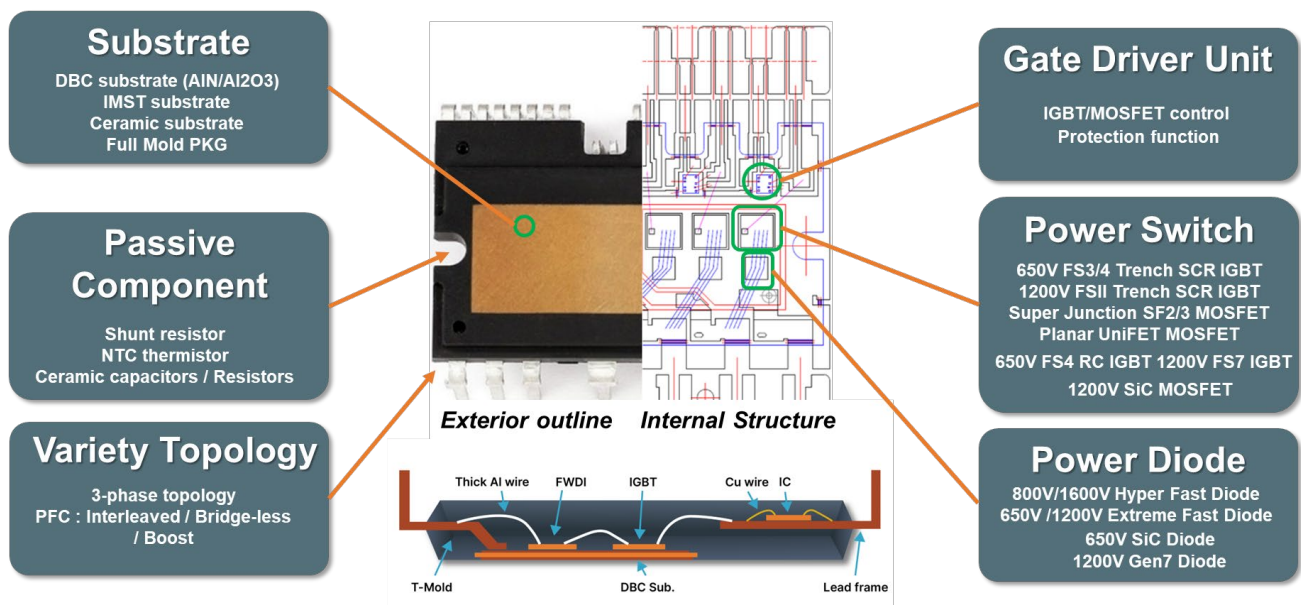 Substrate
DBC substrate (AlN/Al2O3)
IMST substrate
Ceramic substrate
Full Mold PKG
Passive
Component
Shunt resistor
NTC thermistor
Ceramic capacitors / Resistors
Variety Topology
3-phase topology
PFC : Interleaved / Bridge-less
/ Boost
Exterior outline
Internal Structure
Thick Al wire
FWDI
IGBT
Cu wire
IC
T-Mold
DBC Sub.
Lead frame
Gate Driver Unit
IGBT/MOSFET control
Protection function
Power Switch
650V FS3/4 Trench SCR IGBT
1200V FSII Trench SCR IGBT
Super Junction SF2/3 MOSFET
Planar UniFET MOSFET
650V FS4 RC IGBT 1200V FS7 IGBT
1200V SiC MOSFET
Power Diode
800V/1600V Hyper Fast Diode
650V /1200V Extreme Fast Diode
650V SiC Diode
1200V Gen7 Diode